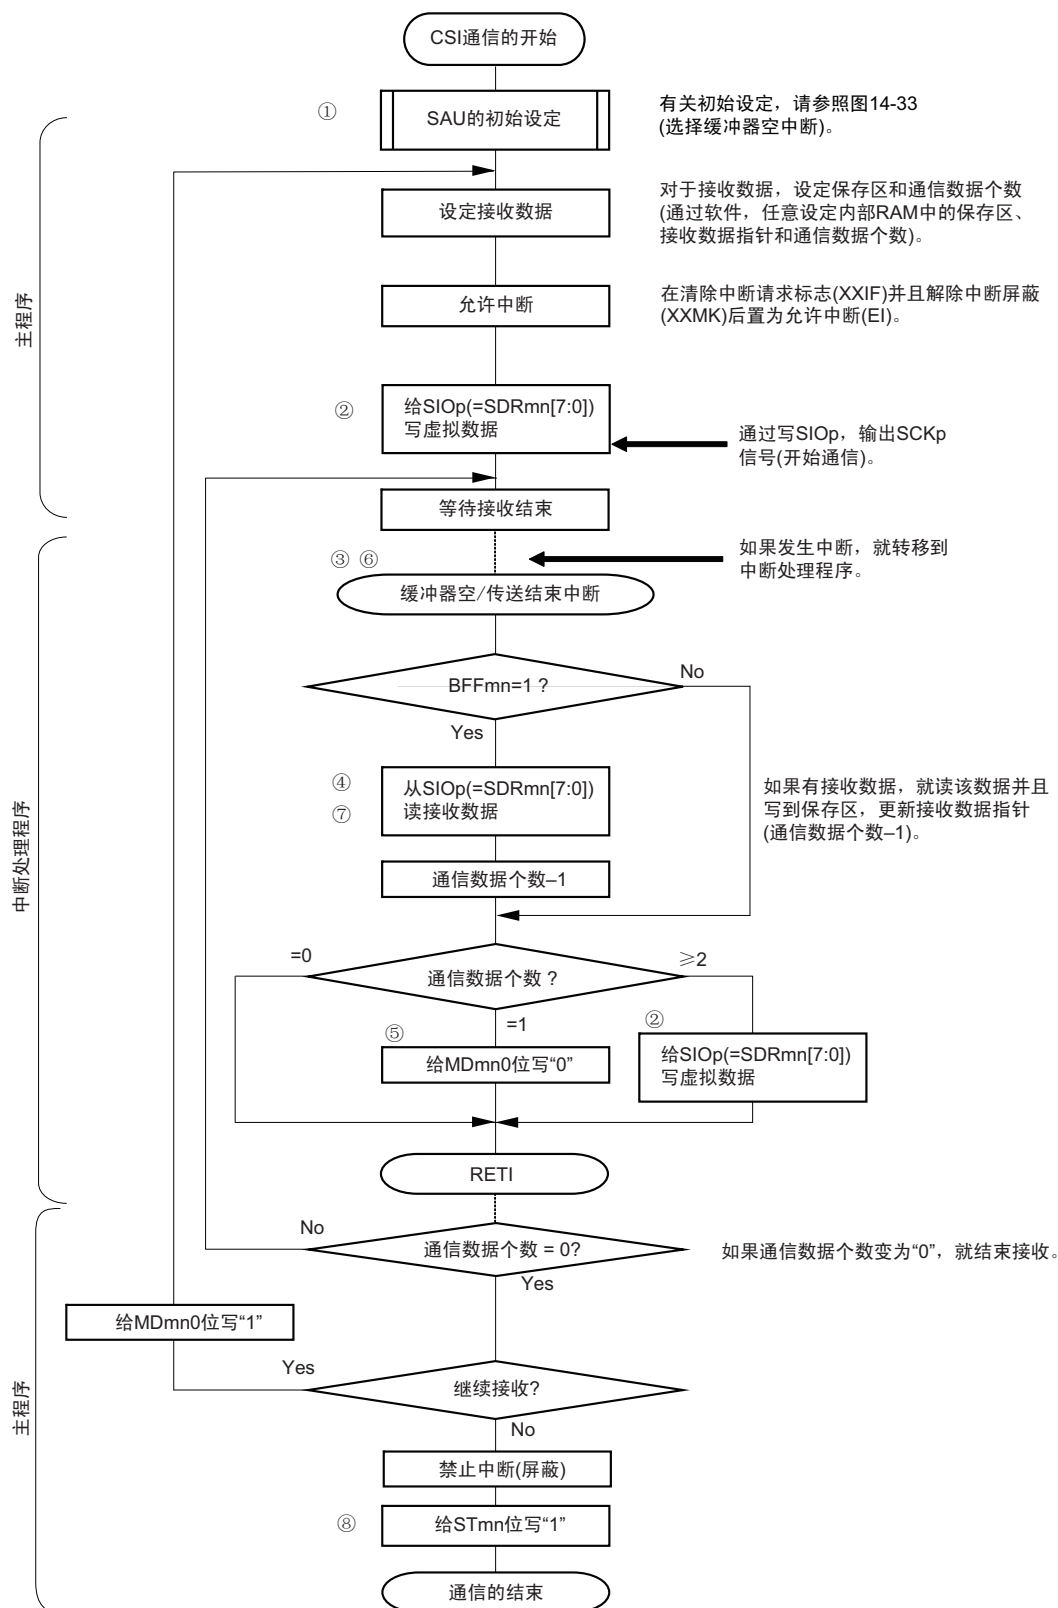 CSI通信的开始
①
SAU的初始设定
有关初始设定，请参照图14-33
(选择缓冲器空中断)。
设定接收数据
对于接收数据，设定保存区和通信数据个数
(通过软件，任意设定内部RAM中的保存区、
接收数据指针和通信数据个数)。
主程序
允许中断
在清除中断请求标志(XXIF)并且解除中断屏蔽
(XXMK)后置为允许中断(EI)。
②
给SIOp(=SDRmn[7:0])
写虚拟数据
通过写SIOp，输出SCKp
信号(开始通信)。
等待接收结束
如果发生中断，就转移到
中断处理程序。
③ ⑥
缓冲器空/传送结束中断
BFFmn=1 ?
No
Yes
④
⑦
从SIOp(=SDRmn[7:0])
读接收数据
如果有接收数据，就读该数据并且
写到保存区，更新接收数据指针
(通信数据个数–1)。
中断处理程序
通信数据个数–1
=0
通信数据个数 ?
≥2
=1
⑤
给MDmn0位写“0”
②
给SIOp(=SDRmn[7:0])
写虚拟数据
RETI
No
通信数据个数 = 0?
如果通信数据个数变为“0”，就结束接收。
Yes
给MDmn0位写“1”
Yes
继续接收?
主程序
No
禁止中断(屏蔽)
⑧
给STmn位写“1”
通信的结束